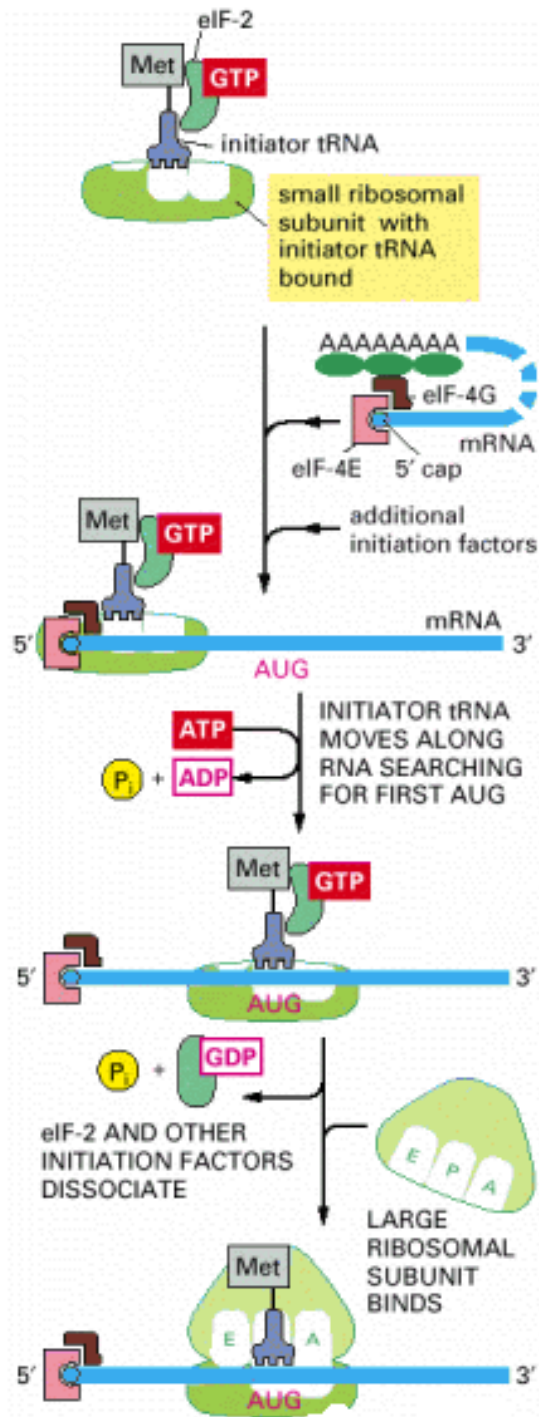 eIF-2
Met
GTP
initiator tRNA
small ribosomal
subunit with
initiator tRNA
bound
AAAAAAAA
eIF-4G
mRNA
eIF-4E
5′ cap
additional
initiation factors
Met
GTP
5′
mRNA
3′
AUG
ATP
Pi + ADP
INITIATOR tRNA
MOVES ALONG
RNA SEARCHING
FOR FIRST AUG
Met
GTP
5′
3′
AUG
Pi + GDP
eIF-2 AND OTHER
INITIATION FACTORS
DISSOCIATE
E P A
LARGE
RIBOSOMAL
SUBUNIT
BINDS
Met
E A
5′
3′
AUG